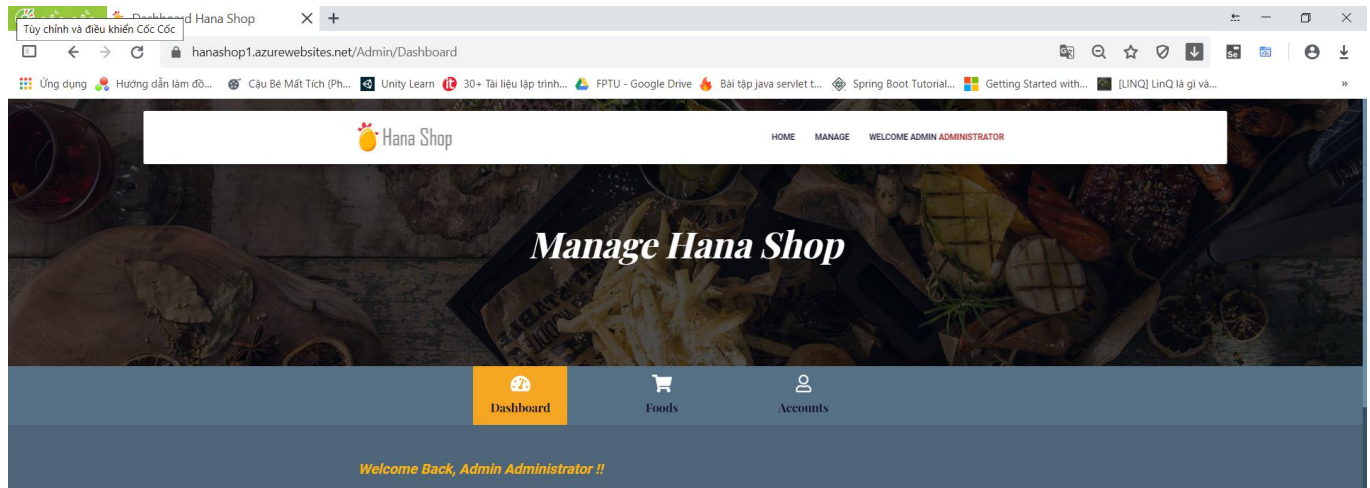 Dashboard Hana Shop
Tùy chỉnh và điều khiển Cốc Cốc
hanashop1.azurewebsites.net/Admin/Dashboard
Ứng dụng Hướng dẫn làm đồ... Cậu Bé Mất Tích (Ph... Unity Learn 30+ Tài liệu lập trình... FPTU - Google Drive Bài tập java servlet t... Spring Boot Tutorial... Getting Started with... [LINQ] LinQ là gì và... »
Hana Shop HOME MANAGE WELCOME ADMIN ADMINISTRATOR
Manage Hana Shop
Dashboard Foods Accounts
Welcome Back, Admin Administrator !!